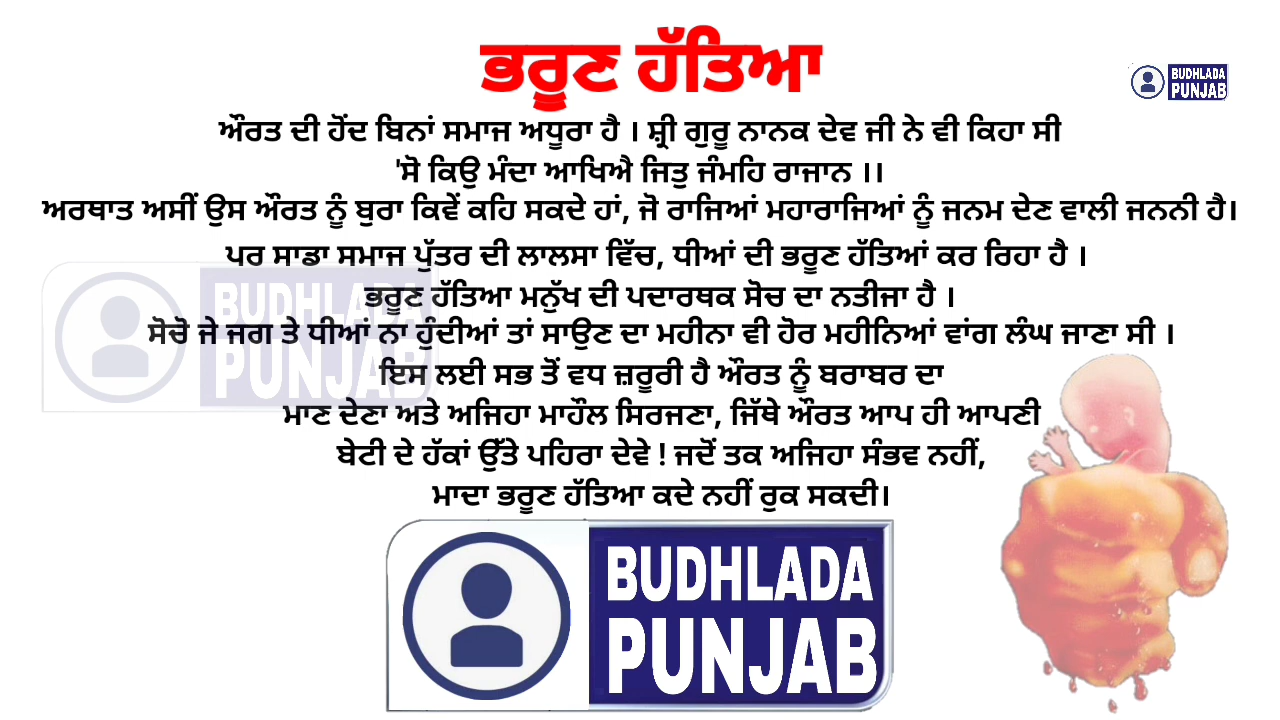 ਭਰੂਣ ਹੱਤਿਆ
BUDHLADA
PUNJAB
ਔਰਤ ਦੀ ਹੋਂਦ ਬਿਨਾਂ ਸਮਾਜ ਅਧੂਰਾ ਹੈ । ਸ਼੍ਰੀ ਗੁਰੂ ਨਾਨਕ ਦੇਵ ਜੀ ਨੇ ਵੀ ਕਿਹਾ ਸੀ
'ਸੋ ਕਿਉ ਮੰਦਾ ਆਖਿਐ ਜਿਤੁ ਜੰਮਹਿ ਰਾਜਾਨ ।।
ਅਰਥਾਤ ਅਸੀਂ ਉਸ ਔਰਤ ਨੂੰ ਬੁਰਾ ਕਿਵੇਂ ਕਹਿ ਸਕਦੇ ਹਾਂ, ਜੋ ਰਾਜਿਆਂ ਮਹਾਰਾਜਿਆਂ ਨੂੰ ਜਨਮ ਦੇਣ ਵਾਲੀ ਜਨਨੀ ਹੈ।
ਪਰ ਸਾਡਾ ਸਮਾਜ ਪੁੱਤਰ ਦੀ ਲਾਲਸਾ ਵਿੱਚ, ਧੀਆਂ ਦੀ ਭਰੂਣ ਹੱਤਿਆਂ ਕਰ ਰਿਹਾ ਹੈ ।
ਭਰੂਣ ਹੱਤਿਆ ਮਨੁੱਖ ਦੀ ਪਦਾਰਥਕ ਸੋਚ ਦਾ ਨਤੀਜਾ ਹੈ ।
ਸੋਚੋ ਜੇ ਜਗ ਤੇ ਧੀਆਂ ਨਾ ਹੁੰਦੀਆਂ ਤਾਂ ਸਾਉਣ ਦਾ ਮਹੀਨਾ ਵੀ ਹੋਰ ਮਹੀਨਿਆਂ ਵਾਂਗ ਲੰਘ ਜਾਣਾ ਸੀ ।
ਇਸ ਲਈ ਸਭ ਤੋਂ ਵਧ ਜ਼ਰੂਰੀ ਹੈ ਔਰਤ ਨੂੰ ਬਰਾਬਰ ਦਾ
ਮਾਣ ਦੇਣਾ ਅਤੇ ਅਜਿਹਾ ਮਾਹੌਲ ਸਿਰਜਣਾ, ਜਿੱਥੇ ਔਰਤ ਆਪ ਹੀ ਆਪਣੀ
ਬੇਟੀ ਦੇ ਹੱਕਾਂ ਉੱਤੇ ਪਹਿਰਾ ਦੇਵੇ ! ਜਦੋਂ ਤਕ ਅਜਿਹਾ ਸੰਭਵ ਨਹੀਂ,
ਮਾਦਾ ਭਰੂਣ ਹੱਤਿਆ ਕਦੇ ਨਹੀਂ ਰੁਕ ਸਕਦੀ।
BUDHLADA
PUNJAB
BUDHLADA
PUNJAB